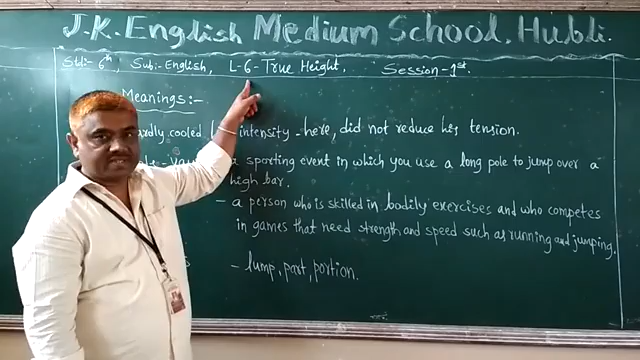 J.K. English Medium School, Hubli.
Std:- 6th, Sub:- English, L-6-True Height, Session-1st.
Meanings:-
cooled intensity - here, did not reduce his tension.
a sporting event in which you use a long pole to jump over a
high bar.
- a person who is skilled in bodily exercises and who competes
in games that need strength and speed such as running and jumping.
- lump, part, portion.